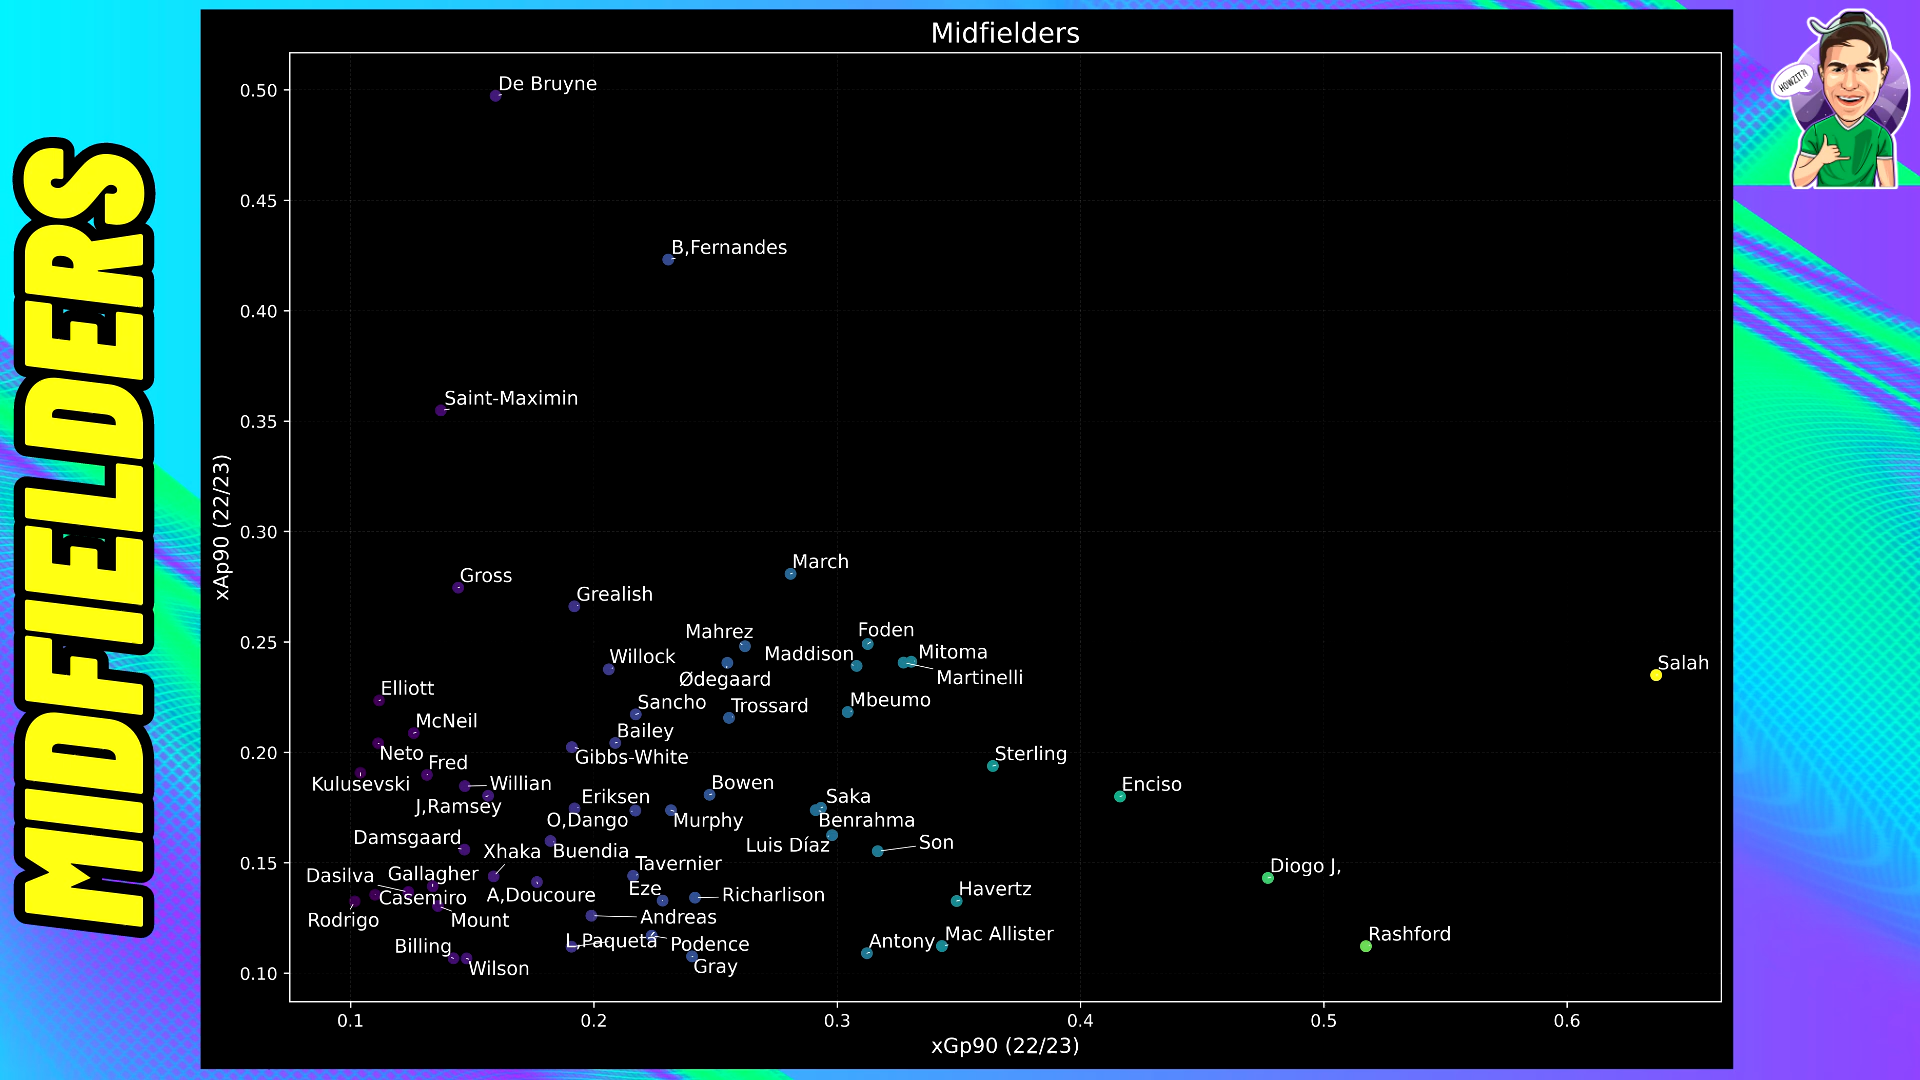 MIDFIELDERS
Midfielders
HOWZIT?!
De Bruyne
B,Fernandes
Saint-Maximin
March
Gross
Grealish
Mahrez
Foden
Maddison
Mitoma
Willock
Martinelli
Ødegaard
Salah
Elliott
Sancho
Trossard
Mbeumo
McNeil
Bailey
Neto
Gibbs-White
Sterling
Fred
Kulusevski
Willian
Bowen
Enciso
J,Ramsey
Eriksen
Saka
O,Dango
Murphy
Benrahma
Damsgaard
Xhaka
Buendia
Luis Díaz
Son
Tavernier
Diogo J,
Dasilva
Gallagher
Casemiro
A,Doucoure
Eze
Richarlison
Havertz
Rodrigo
Mount
Andreas
Billing
L,Paquetá
Podence
Antony
Mac Allister
Rashford
Wilson
Gray
xAp90 (22/23)
0.50
0.45
0.40
0.35
0.30
0.25
0.20
0.15
0.10
0.1 0.2 0.3 0.4 0.5 0.6
xGp90 (22/23)